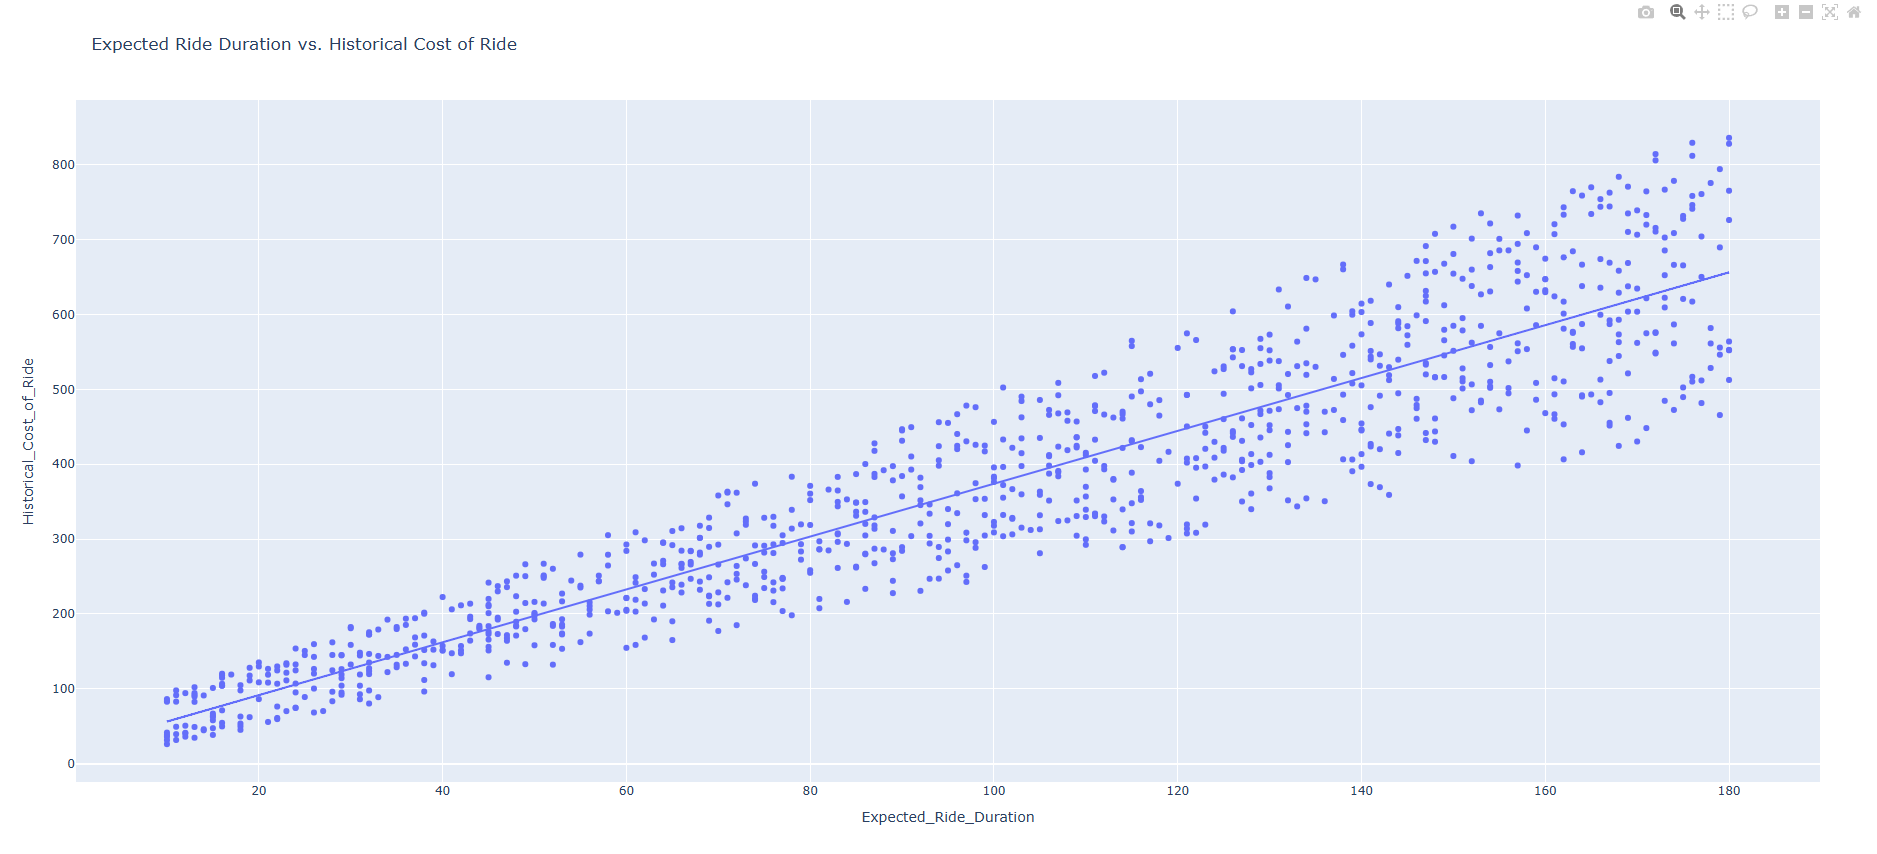 Expected Ride Duration vs. Historical Cost of Ride
Historical_Cost_of_Ride
800
700
600
500
400
300
200
100
0
20 40 60 80 100 120 140 160 180
Expected_Ride_Duration